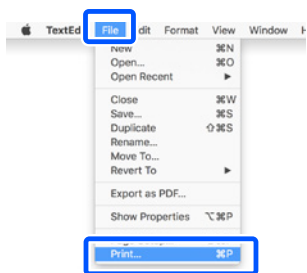 TextEd File dit Format View Window H
New ⌘N
Open... ⌘O
Open Recent ▶
Close ⌘W
Save... ⌘S
Duplicate ⇧⌘S
Rename...
Move To...
Revert To ▶
Export as PDF...
Show Properties ⌥⌘P
Print... ⌘P